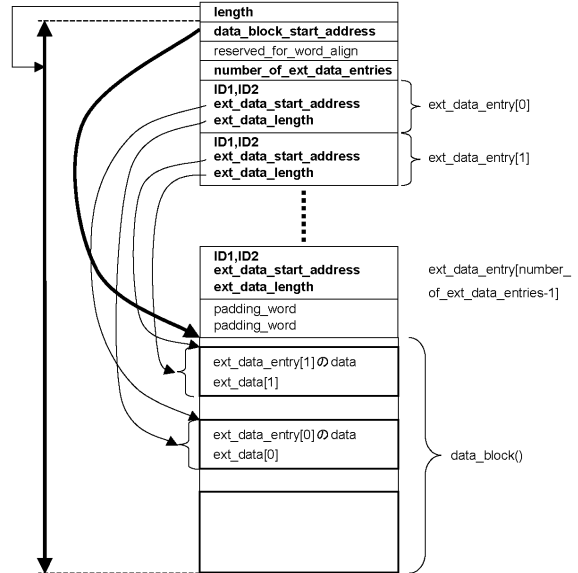 length
data_block_start_address
reserved_for_word_align
number_of_ext_data_entries
ID1,ID2
ext_data_start_address
ext_data_length
ext_data_entry[0]
ID1,ID2
ext_data_start_address
ext_data_length
ext_data_entry[1]
ID1,ID2
ext_data_start_address
ext_data_length
ext_data_entry[number_
of_ext_data_entries-1]
padding_word
padding_word
ext_data_entry[1]のdata
ext_data[1]
ext_data_entry[0]のdata
ext_data[0]
data_block()